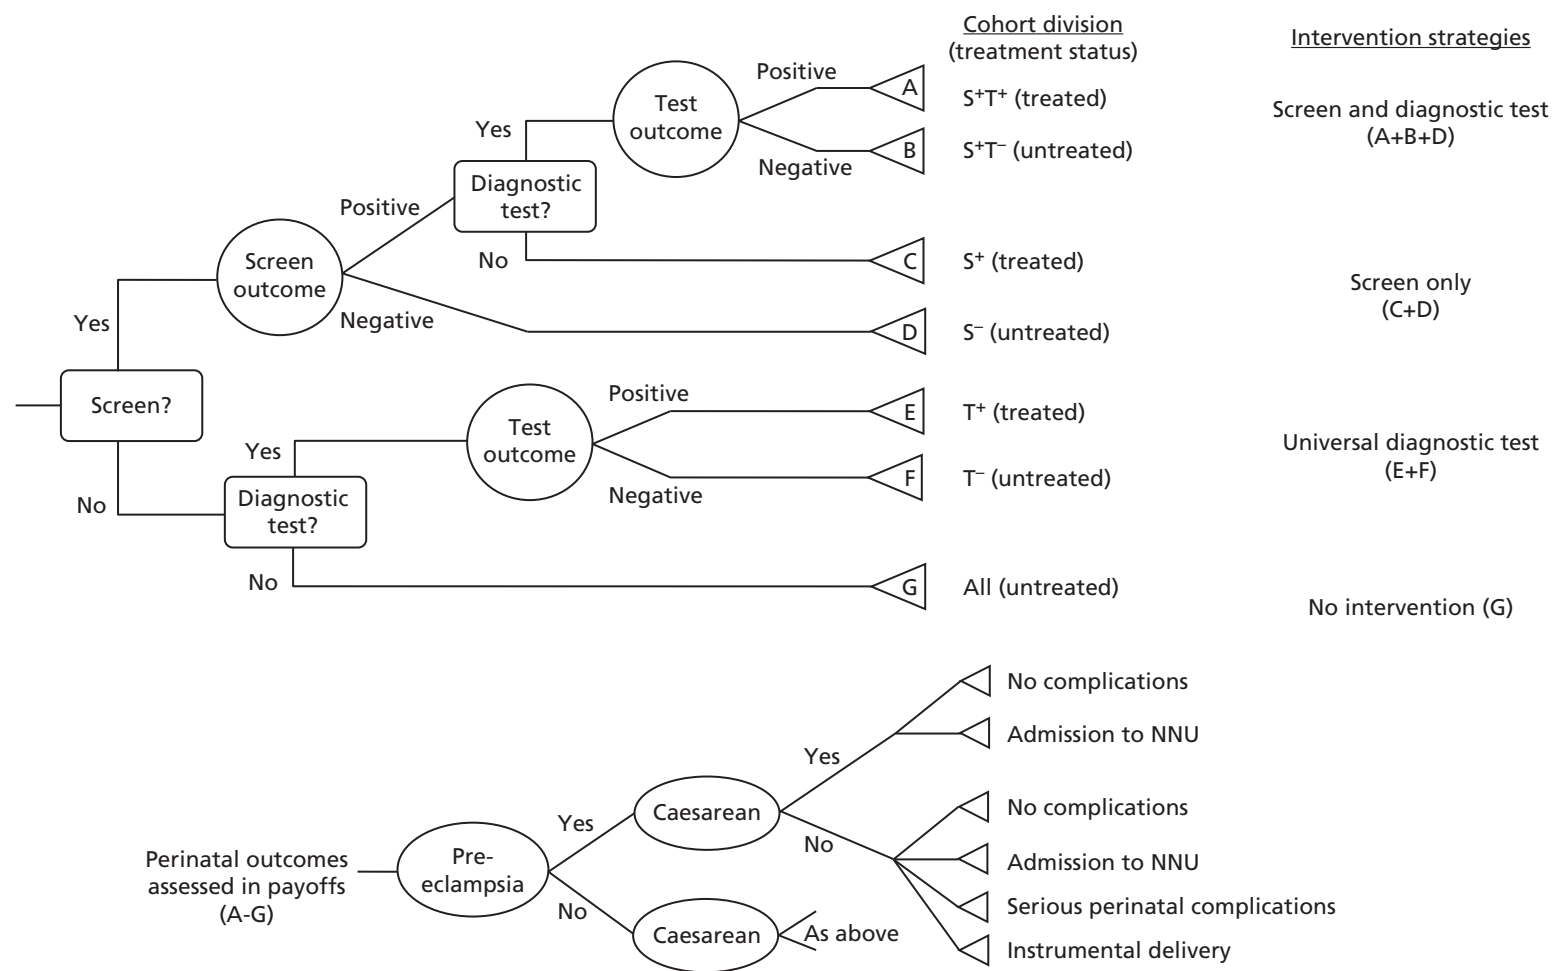 Cohort division
(treatment status)
Intervention strategies
Positive
A
S⁺T⁺ (treated)
Test
outcome
Screen and diagnostic test
(A+B+D)
Yes
Negative
B
S⁺T⁻ (untreated)
Diagnostic
test?
Positive
No
C
S⁺ (treated)
Screen
outcome
Screen only
(C+D)
Yes
Negative
D
S⁻ (untreated)
Screen?
Positive
E
T⁺ (treated)
Test
outcome
Universal diagnostic test
(E+F)
Yes
Negative
F
T⁻ (untreated)
No
Diagnostic
test?
No
G
All (untreated)
No intervention (G)
No complications
Admission to NNU
Yes
Caesarean
No complications
Yes
No
Admission to NNU
Perinatal outcomes
assessed in payoffs
(A-G)
Pre-
eclampsia
No
Serious perinatal complications
Caesarean
As above
Instrumental delivery